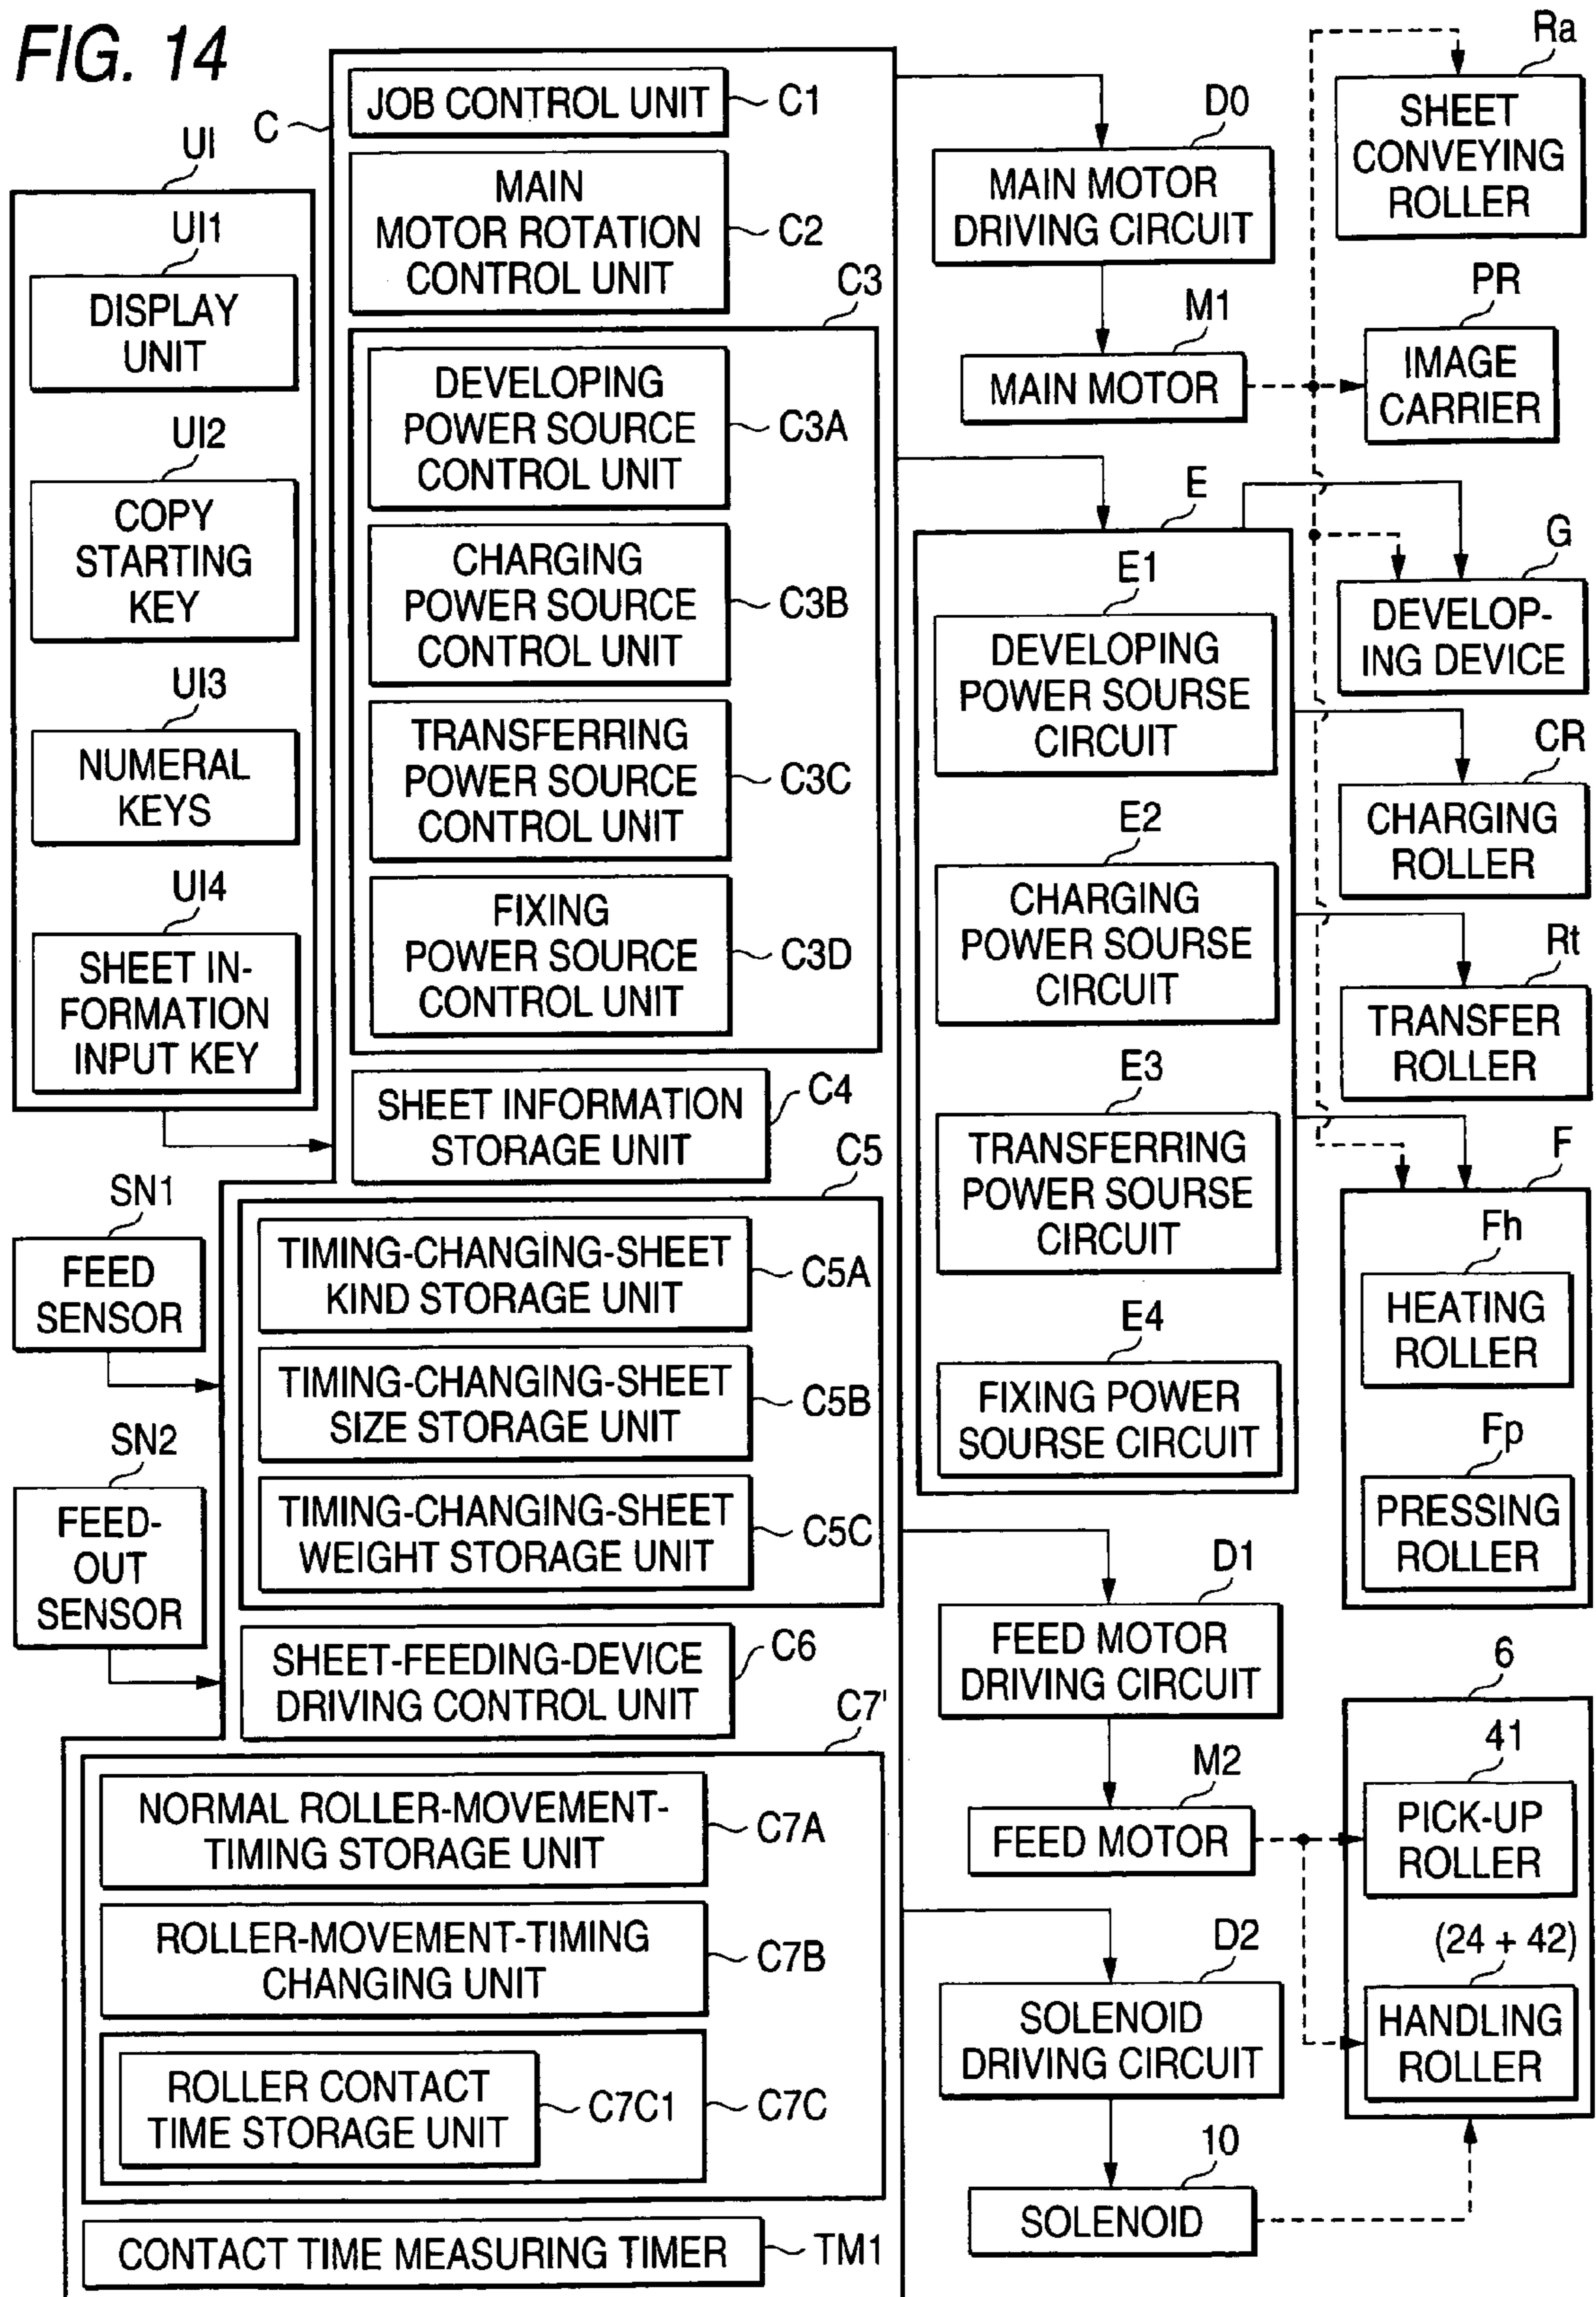 FIG. 14
C
JOB CONTROL UNIT
C1
MAIN
MOTOR ROTATION
CONTROL UNIT
C2
C3
DEVELOPING
POWER SOURCE
CONTROL UNIT
C3A
CHARGING
POWER SOURCE
CONTROL UNIT
C3B
TRANSFERRING
POWER SOURCE
CONTROL UNIT
C3C
FIXING
POWER SOURCE
CONTROL UNIT
C3D
SHEET INFORMATION
STORAGE UNIT
C4
C5
TIMING-CHANGING-SHEET
KIND STORAGE UNIT
C5A
TIMING-CHANGING-SHEET
SIZE STORAGE UNIT
C5B
TIMING-CHANGING-SHEET
WEIGHT STORAGE UNIT
C5C
SHEET-FEEDING-DEVICE
DRIVING CONTROL UNIT
C6
C7'
NORMAL ROLLER-MOVEMENT-
TIMING STORAGE UNIT
C7A
ROLLER-MOVEMENT-TIMING
CHANGING UNIT
C7B
ROLLER CONTACT
TIME STORAGE UNIT
C7C1
C7C
CONTACT TIME MEASURING TIMER
TM1
UI
UI1
DISPLAY
UNIT
UI2
COPY
STARTING
KEY
UI3
NUMERAL
KEYS
UI4
SHEET IN-
FORMATION
INPUT KEY
SN1
FEED
SENSOR
SN2
FEED-
OUT
SENSOR
D0
MAIN MOTOR
DRIVING CIRCUIT
M1
MAIN MOTOR
E
E1
DEVELOPING
POWER SOURSE
CIRCUIT
E2
CHARGING
POWER SOURSE
CIRCUIT
E3
TRANSFERRING
POWER SOURSE
CIRCUIT
E4
FIXING POWER
SOURSE CIRCUIT
D1
FEED MOTOR
DRIVING CIRCUIT
M2
FEED MOTOR
D2
SOLENOID
DRIVING CIRCUIT
10
SOLENOID
Ra
SHEET
CONVEYING
ROLLER
PR
IMAGE
CARRIER
G
DEVELOP-
ING DEVICE
CR
CHARGING
ROLLER
Rt
TRANSFER
ROLLER
F
Fh
HEATING
ROLLER
Fp
PRESSING
ROLLER
6
41
PICK-UP
ROLLER
(24 + 42)
HANDLING
ROLLER